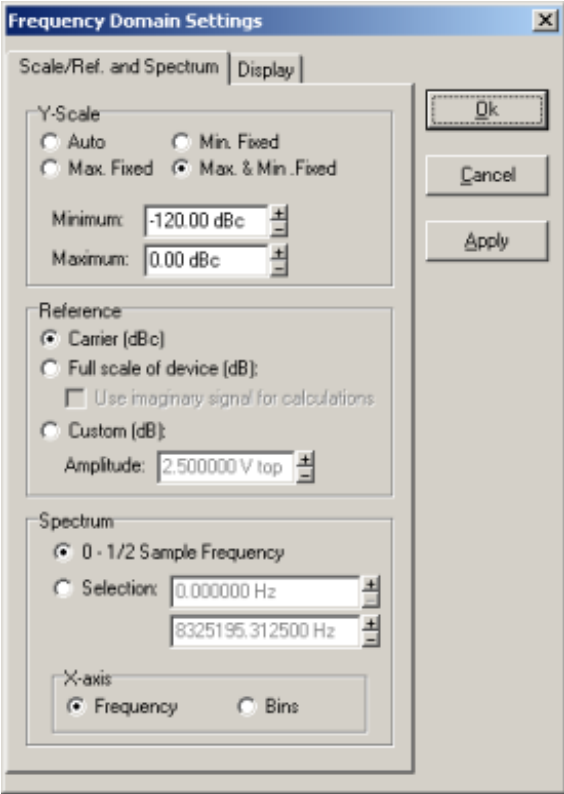 Frequency Domain Settings
Scale/Ref. and Spectrum
Display
Y-Scale
Auto
Min. Fixed
Max. Fixed
Max. & Min .Fixed
Minimum: -120.00 dBc
Maximum: 0.00 dBc
Reference
Carrier (dBc)
Full scale of device (dB):
Use imaginary signal for calculations
Custom (dB):
Amplitude: 2.500000 V top
Spectrum
0 - 1/2 Sample Frequency
Selection: 0.000000 Hz
8325195.312500 Hz
X-axis
Frequency
Bins
Ok
Cancel
Apply